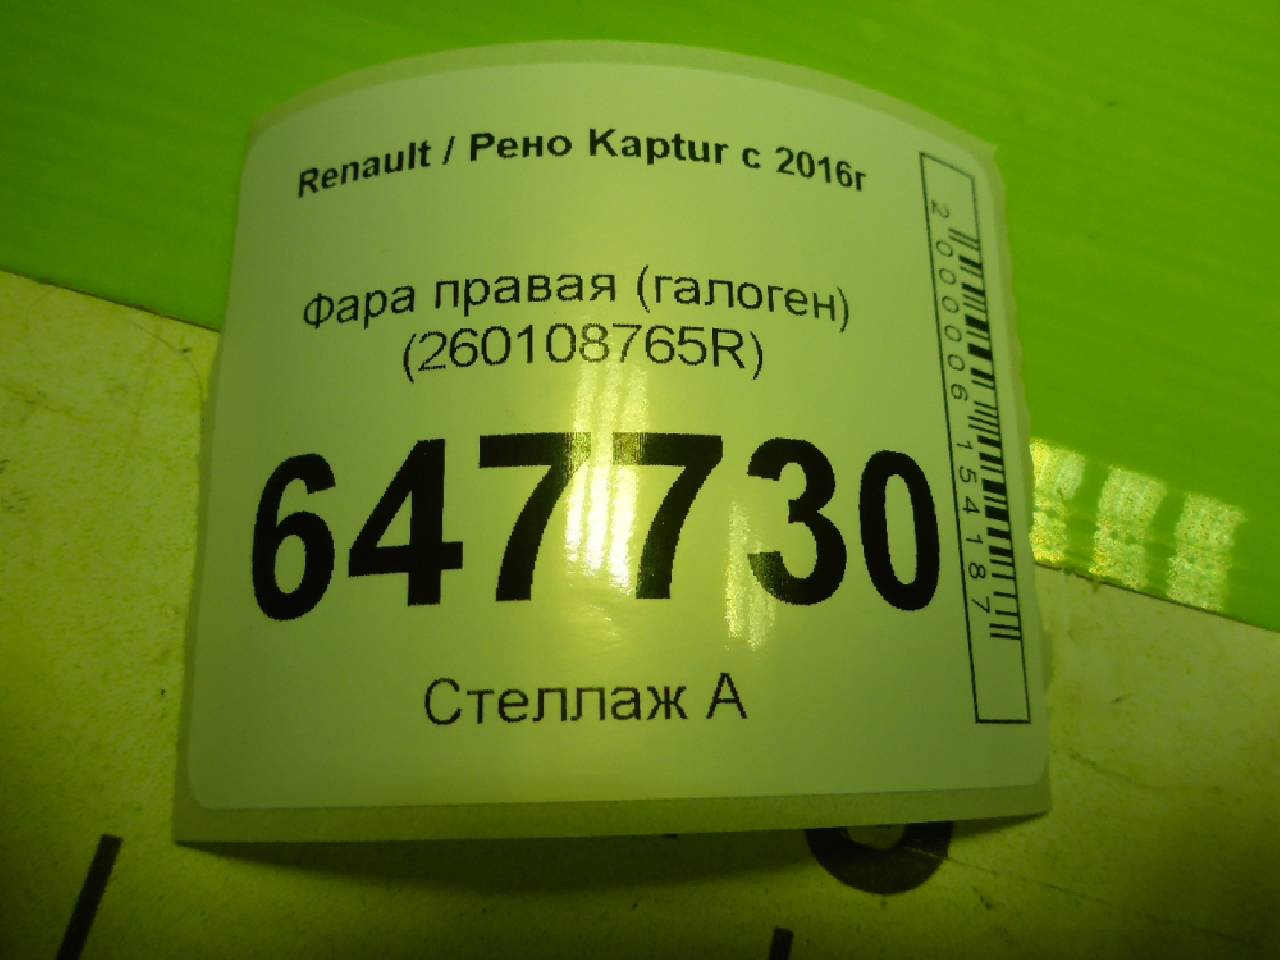 Renault / Рено Kaptur с 2016г
Фара правая (галоген)
(260108765R)
647730
Стеллаж А
2000006154187